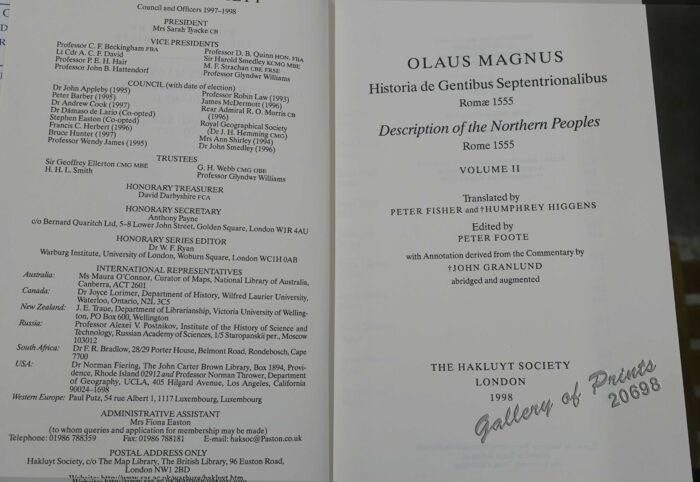 Council and Officers 1997–1998
PRESIDENT
Mrs Sarah Tyacke CB
VICE PRESIDENTS
Professor C. F. Beckingham FBA
Lt Cdr A. C. F. David
Professor P. E. H. Hair
Professor John B. Hattendorf
Professor D. B. Quinn HON. FBA
Sir Harold Smedley KCMG MBE
M. F. Strachan CBE FRSE
Professor Glyndwr Williams
COUNCIL (with date of election)
Dr John Appleby (1995)
Peter Barber (1995)
Dr Andrew Cook (1997)
Dr Dámaso de Lario (Co-opted)
Stephen Easton (Co-opted)
Francis C. Herbert (1996)
Bruce Hunter (1997)
Professor Wendy James (1995)
Professor Robin Law (1993)
James McDermott (1996)
Rear Admiral R. O. Morris CB
(1996)
Royal Geographical Society
(Dr J. H. Hemming CMG)
Mrs Ann Shirley (1994)
Dr John Smedley (1996)
TRUSTEES
Sir Geoffrey Ellerton CMG MBE
H. H. L. Smith
G. H. Webb CMG OBE
Professor Glyndwr Williams
HONORARY TREASURER
David Darbyshire FCA
HONORARY SECRETARY
Anthony Payne
c/o Bernard Quaritch Ltd, 5–8 Lower John Street, Golden Square, London W1R 4AU
HONORARY SERIES EDITOR
Dr W. F. Ryan
Warburg Institute, University of London, Woburn Square, London WC1H 0AB
INTERNATIONAL REPRESENTATIVES
Australia: Ms Maura O'Connor, Curator of Maps, National Library of Australia,
Canberra, ACT 2601
Canada: Dr Joyce Lorimer, Department of History, Wilfred Laurier University,
Waterloo, Ontario, N2L 3C5
New Zealand: J. E. Traue, Department of Librarianship, Victoria University of Welling-
ton, PO Box 600, Wellington
Russia: Professor Alexei V. Postnikov, Institute of the History of Science and
Technology, Russian Academy of Sciences, 1/5 Staropanskii per., Moscow
103012
South Africa: Dr F. R. Bradlow, 28/29 Porter House, Belmont Road, Rondebosch, Cape
7700
USA: Dr Norman Fiering, The John Carter Brown Library, Box 1894, Provi-
dence, Rhode Island 02912 and Professor Norman Thrower, Department
of Geography, UCLA, 405 Hilgard Avenue, Los Angeles, California
90024–1698
Western Europe: Paul Putz, 54 rue Albert 1, 1117 Luxembourg, Luxembourg
ADMINISTRATIVE ASSISTANT
Mrs Fiona Easton
(to whom queries and application for membership may be made)
Telephone: 01986 788359 Fax: 01986 788181 E-mail: haksoc@Paston.co.uk
POSTAL ADDRESS ONLY
Hakluyt Society, c/o The Map Library, The British Library, 96 Euston Road,
London NW1 2BD
OLAUS MAGNUS
Historia de Gentibus Septentrionalibus
Romæ 1555
Description of the Northern Peoples
Rome 1555
VOLUME II
Translated by
PETER FISHER and †HUMPHREY HIGGENS
Edited by
PETER FOOTE
with Annotation derived from the Commentary by
†JOHN GRANLUND
abridged and augmented
THE HAKLUYT SOCIETY
LONDON
1998
Gallery of Prints
20698